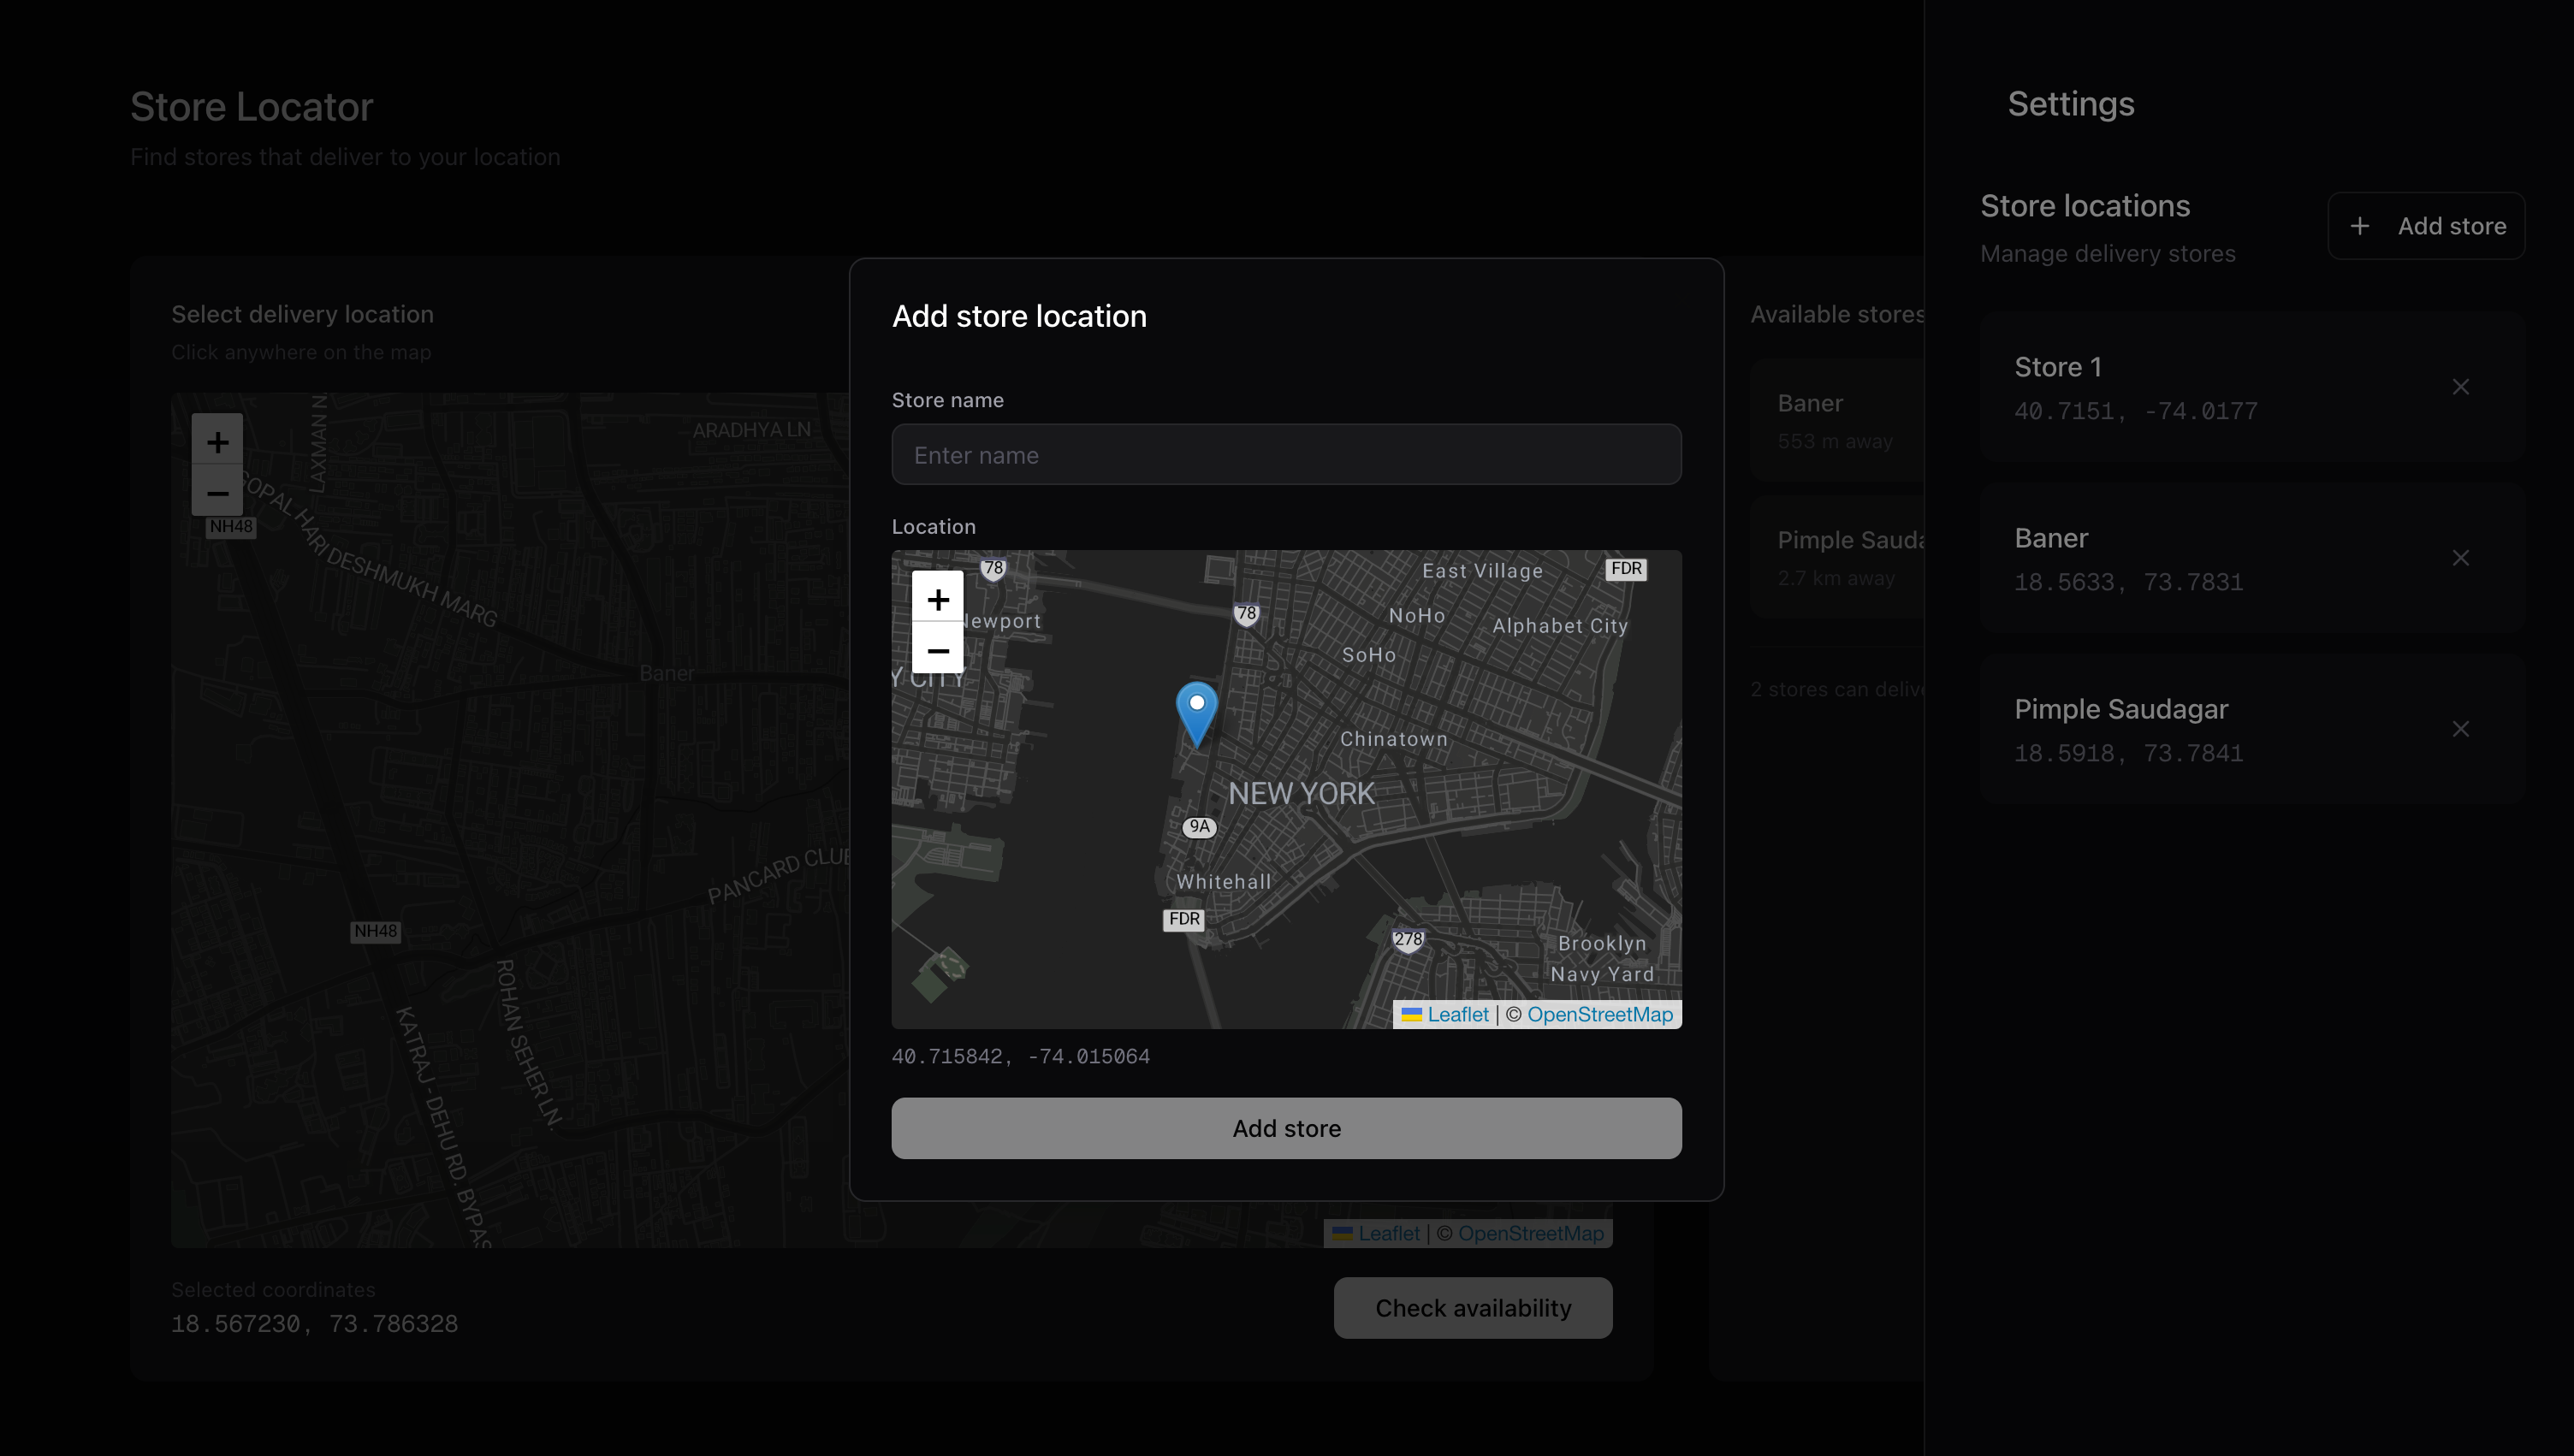 Store Locator
Find stores that deliver to your location
Select delivery location
Click anywhere on the map
+
−
NH48
LAXMAN N
GOPAL HARI DESHMUKH MARG
ARADHYA LN
Baner
PANCARD CLUB
NH48
ROHAN SEHER LN.
KATRAJ - DEHU RD. BYPAS
Leaflet | © OpenStreetMap
Selected coordinates
18.567230, 73.786328
Check availability
Available stores
Baner
553 m away
Pimple Sauda
2.7 km away
2 stores can delive
Add store location
Store name
Enter name
Location
+
−
78
Newport
Y CITY
78
East Village
FDR
NoHo
Alphabet City
SoHo
Chinatown
NEW YORK
9A
Whitehall
FDR
278
Brooklyn
Navy Yard
Leaflet | © OpenStreetMap
40.715842, -74.015064
Add store
Settings
Store locations
Manage delivery stores
+ Add store
Store 1
40.7151, -74.0177
Baner
18.5633, 73.7831
Pimple Saudagar
18.5918, 73.7841